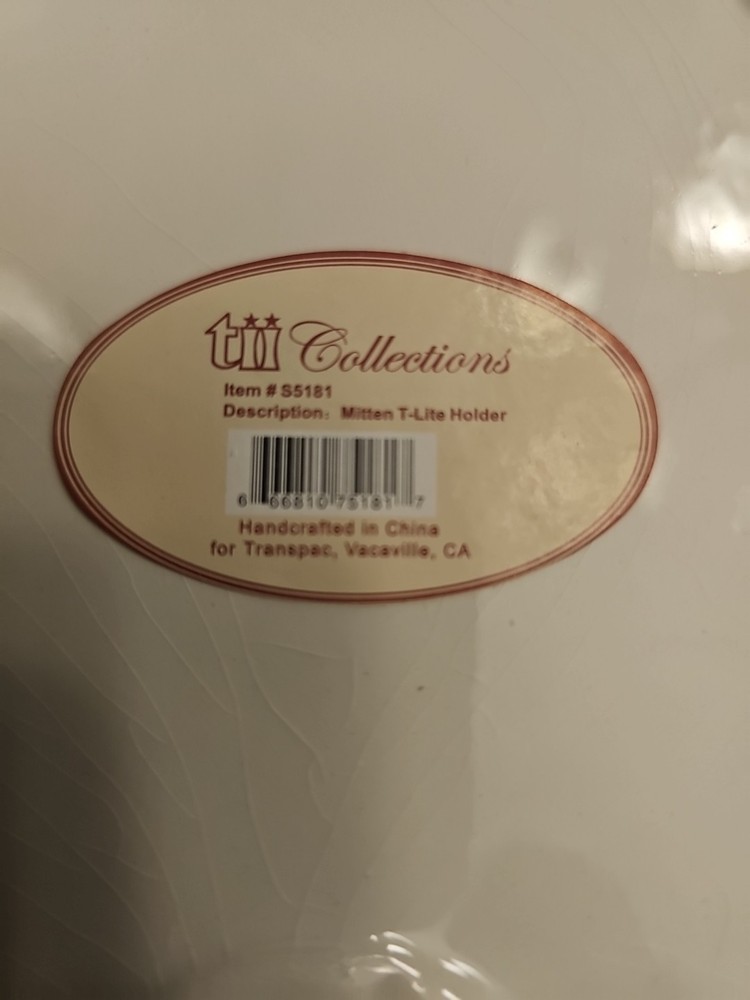 tii Collections
Item # S5181
Description: Mitten T-Lite Holder
6 66810 75181 7
Handcrafted in China
for Transpac, Vacaville, CA